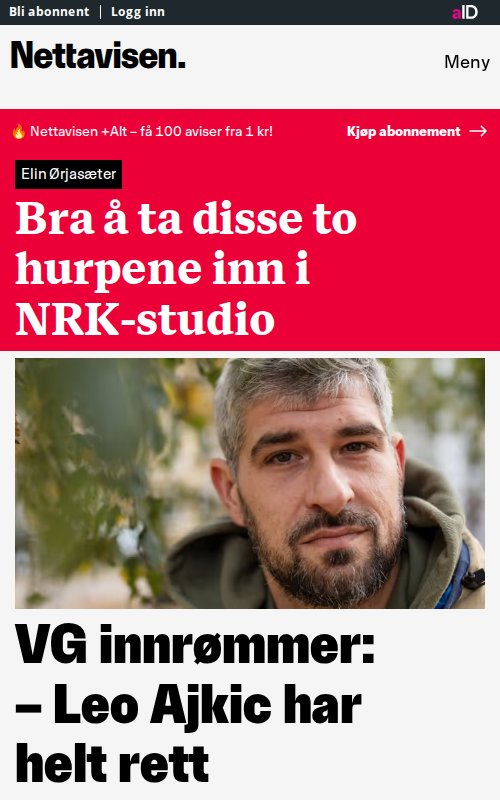 Bli abonnent | Logg inn
aID
Nettavisen.
Meny
🔥 Nettavisen +Alt – få 100 aviser fra 1 kr!
Kjøp abonnement →
Elin Ørjasæter
Bra å ta disse to
hurpene inn i
NRK-studio
VG innrømmer:
– Leo Ajkic har
helt rett